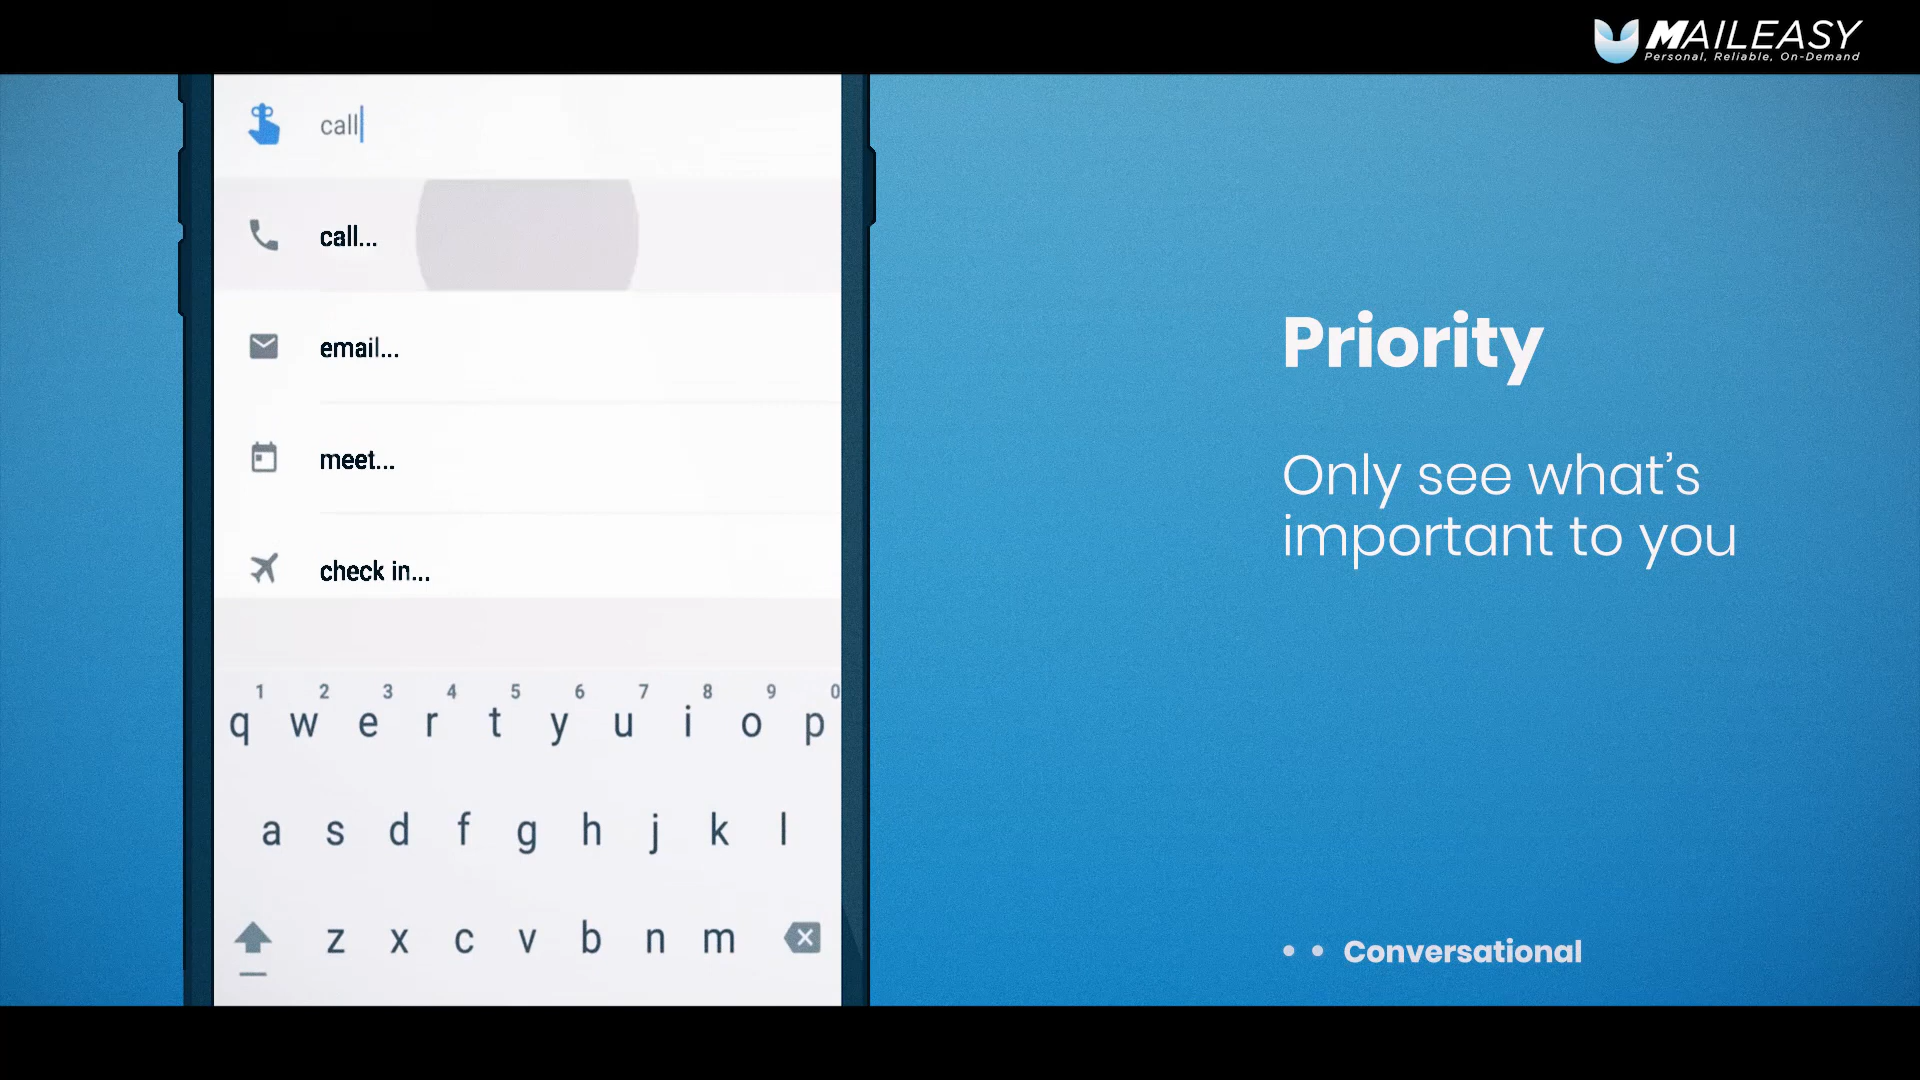 MAILEASY
Personal, Reliable, On-Demand
call
call...
email...
meet...
check in...
1 2 3 4 5 6 7 8 9 0
q w e r t y u i o p
a s d f g h j k l
z x c v b n m
Priority
Only see what’s
important to you
Conversational